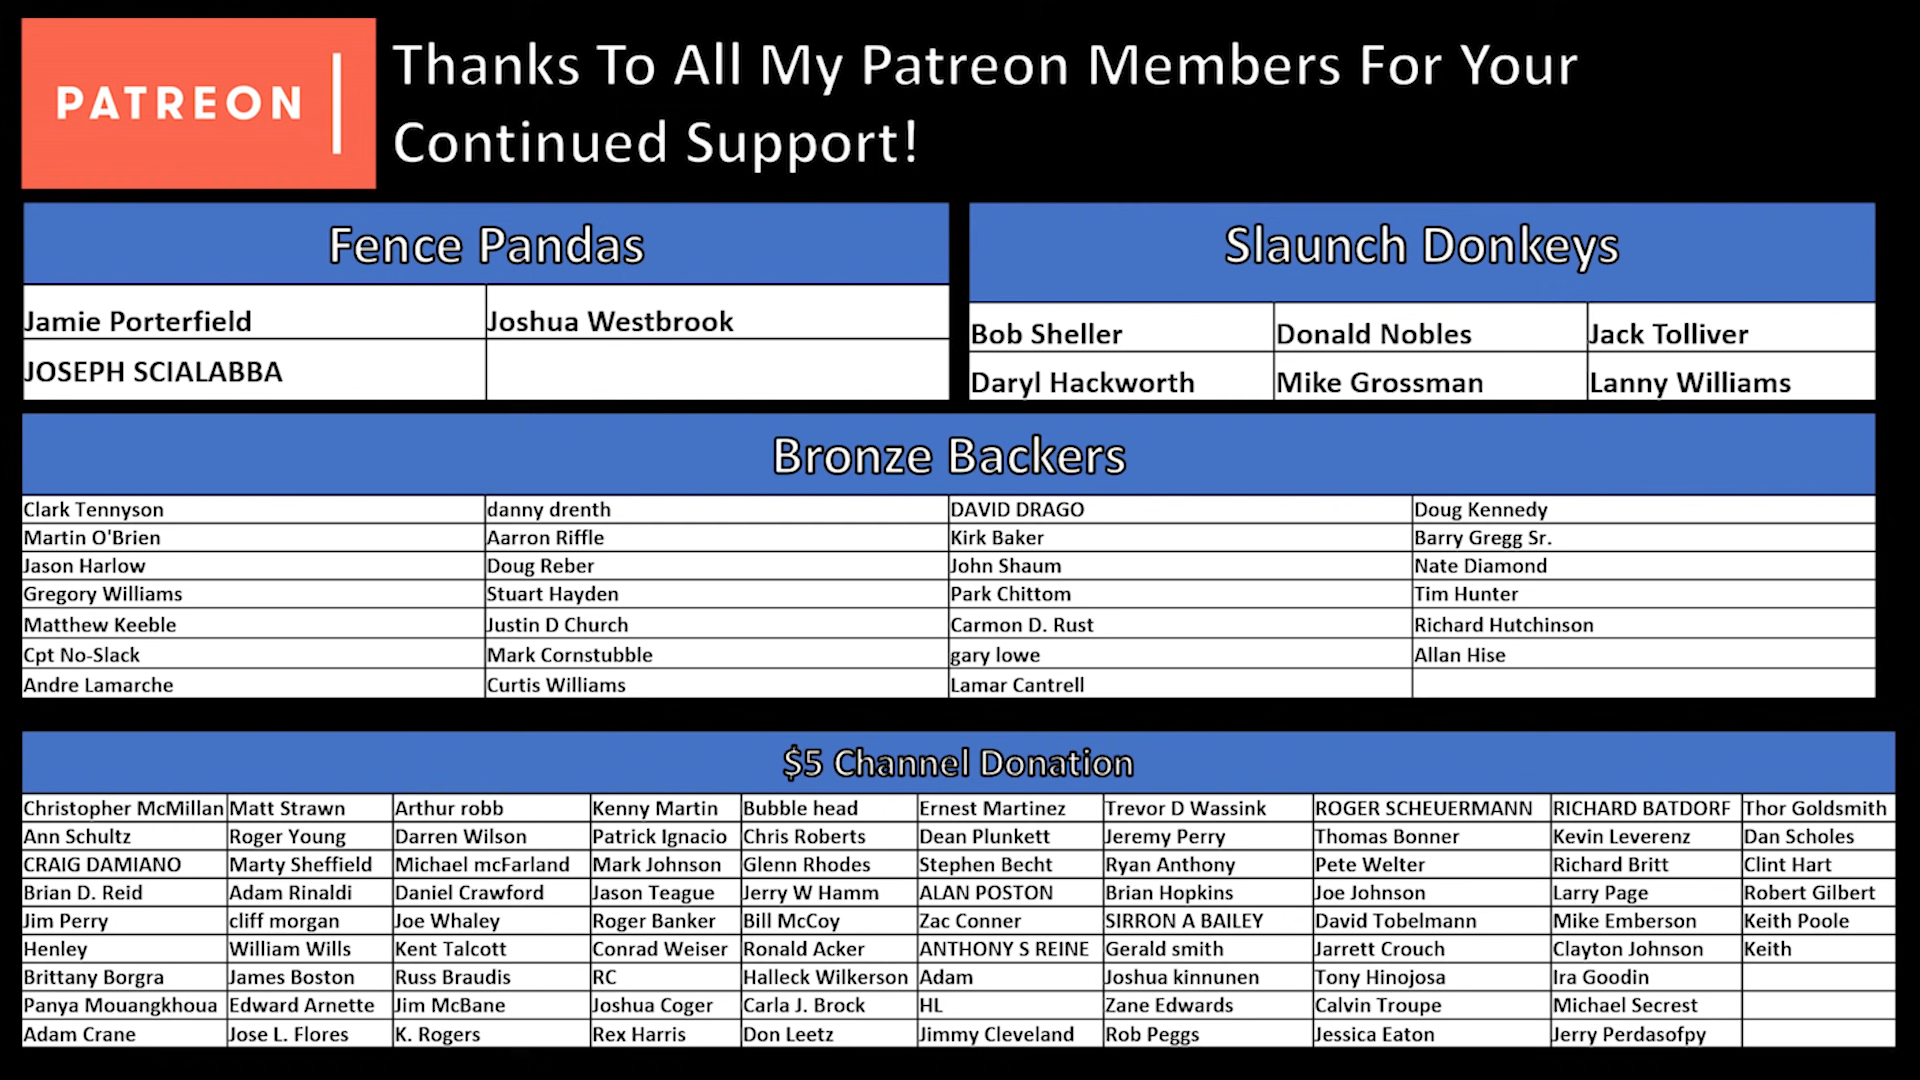 PATREON
Thanks To All My Patreon Members For Your
Continued Support!
Fence Pandas
Jamie Porterfield Joshua Westbrook
JOSEPH SCIALABBA
Slaunch Donkeys
Bob Sheller Donald Nobles Jack Tolliver
Daryl Hackworth Mike Grossman Lanny Williams
Bronze Backers
Clark Tennyson danny drenth DAVID DRAGO Doug Kennedy
Martin O'Brien Aarron Riffle Kirk Baker Barry Gregg Sr.
Jason Harlow Doug Reber John Shaum Nate Diamond
Gregory Williams Stuart Hayden Park Chittom Tim Hunter
Matthew Keeble Justin D Church Carmon D. Rust Richard Hutchinson
Cpt No-Slack Mark Cornstubble gary lowe Allan Hise
Andre Lamarche Curtis Williams Lamar Cantrell
$5 Channel Donation
Christopher McMillan Matt Strawn Arthur robb Kenny Martin Bubble head Ernest Martinez Trevor D Wassink ROGER SCHEUERMANN RICHARD BATDORF Thor Goldsmith
Ann Schultz Roger Young Darren Wilson Patrick Ignacio Chris Roberts Dean Plunkett Jeremy Perry Thomas Bonner Kevin Leverenz Dan Scholes
CRAIG DAMIANO Marty Sheffield Michael mcFarland Mark Johnson Glenn Rhodes Stephen Becht Ryan Anthony Pete Welter Richard Britt Clint Hart
Brian D. Reid Adam Rinaldi Daniel Crawford Jason Teague Jerry W Hamm ALAN POSTON Brian Hopkins Joe Johnson Larry Page Robert Gilbert
Jim Perry cliff morgan Joe Whaley Roger Banker Bill McCoy Zac Conner SIRRON A BAILEY David Tobelmann Mike Emberson Keith Poole
Henley William Wills Kent Talcott Conrad Weiser Ronald Acker ANTHONY S REINE Gerald smith Jarrett Crouch Clayton Johnson Keith
Brittany Borgra James Boston Russ Braudis RC Halleck Wilkerson Adam Joshua kinnunen Tony Hinojosa Ira Goodin
Panya Mouangkhoua Edward Arnette Jim McBane Joshua Coger Carla J. Brock HL Zane Edwards Calvin Troupe Michael Secrest
Adam Crane Jose L. Flores K. Rogers Rex Harris Don Leetz Jimmy Cleveland Rob Peggs Jessica Eaton Jerry Perdasofpy